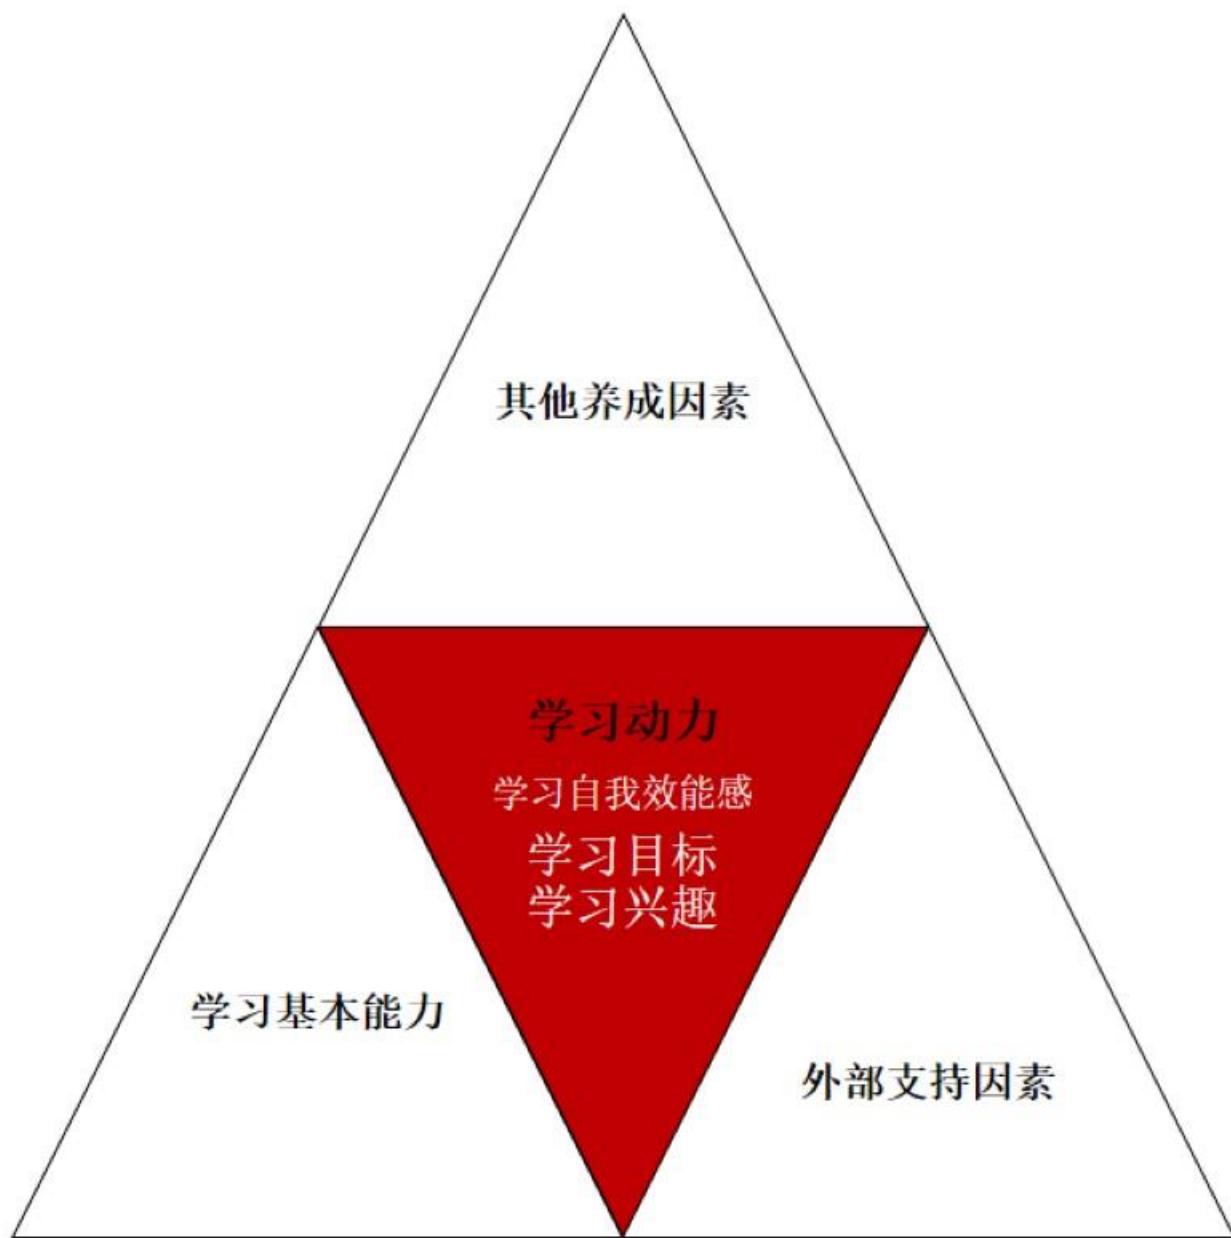 其他养成因素
学习动力
学习自我效能感
学习目标
学习兴趣
学习基本能力
外部支持因素